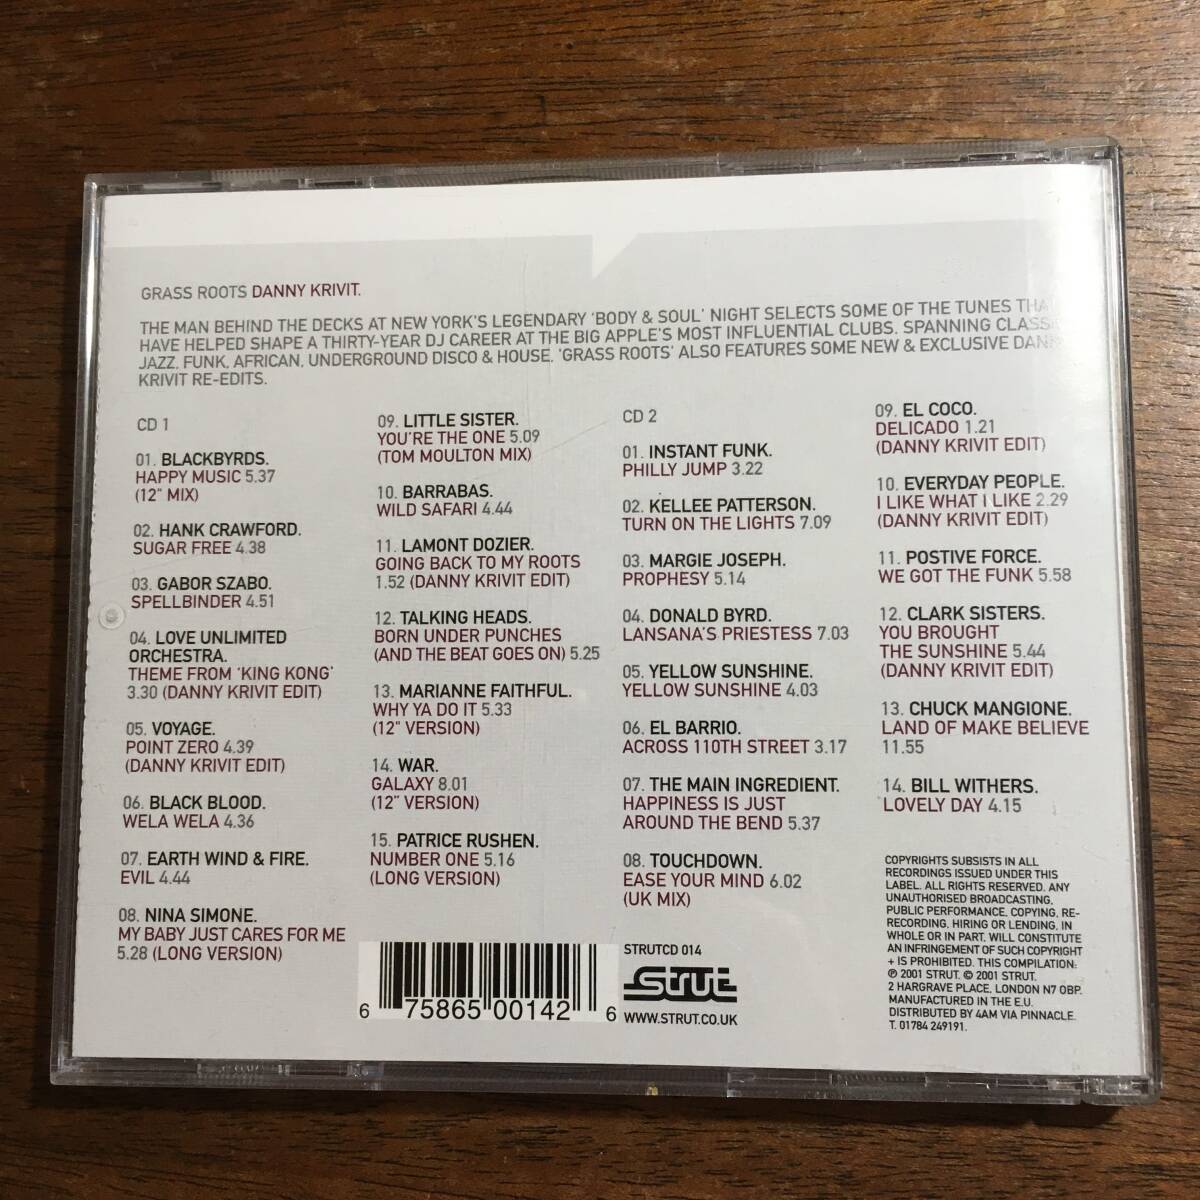 GRASS ROOTS DANNY KRIVIT.
THE MAN BEHIND THE DECKS AT NEW YORK'S LEGENDARY 'BODY & SOUL' NIGHT SELECTS SOME OF THE TUNES THAT
HAVE HELPED SHAPE A THIRTY-YEAR DJ CAREER AT THE BIG APPLE'S MOST INFLUENTIAL CLUBS. SPANNING CLASSIC
JAZZ, FUNK, AFRICAN, UNDERGROUND DISCO & HOUSE. 'GRASS ROOTS' ALSO FEATURES SOME NEW & EXCLUSIVE DANNY
KRIVIT RE-EDITS.
CD 1
01. BLACKBYRDS.
HAPPY MUSIC 5.37
(12" MIX)
02. HANK CRAWFORD.
SUGAR FREE 4.38
03. GABOR SZABO.
SPELLBINDER 4.51
04. LOVE UNLIMITED
ORCHESTRA.
THEME FROM 'KING KONG'
3.30 (DANNY KRIVIT EDIT)
05. VOYAGE.
POINT ZERO 4.39
(DANNY KRIVIT EDIT)
06. BLACK BLOOD.
WELA WELA 4.36
07. EARTH WIND & FIRE.
EVIL 4.44
08. NINA SIMONE.
MY BABY JUST CARES FOR ME
5.28 (LONG VERSION)
09. LITTLE SISTER.
YOU'RE THE ONE 5.09
(TOM MOULTON MIX)
10. BARRABAS.
WILD SAFARI 4.44
11. LAMONT DOZIER.
GOING BACK TO MY ROOTS
1.52 (DANNY KRIVIT EDIT)
12. TALKING HEADS.
BORN UNDER PUNCHES
(AND THE BEAT GOES ON) 5.25
13. MARIANNE FAITHFUL.
WHY YA DO IT 5.33
(12" VERSION)
14. WAR.
GALAXY 8.01
(12" VERSION)
15. PATRICE RUSHEN.
NUMBER ONE 5.16
(LONG VERSION)
CD 2
01. INSTANT FUNK.
PHILLY JUMP 3.22
02. KELLEE PATTERSON.
TURN ON THE LIGHTS 7.09
03. MARGIE JOSEPH.
PROPHESY 5.14
04. DONALD BYRD.
LANSANA'S PRIESTESS 7.03
05. YELLOW SUNSHINE.
YELLOW SUNSHINE 4.03
06. EL BARRIO.
ACROSS 110TH STREET 3.17
07. THE MAIN INGREDIENT.
HAPPINESS IS JUST
AROUND THE BEND 5.37
08. TOUCHDOWN.
EASE YOUR MIND 6.02
(UK MIX)
09. EL COCO.
DELICADO 1.21
(DANNY KRIVIT EDIT)
10. EVERYDAY PEOPLE.
I LIKE WHAT I LIKE 2.29
(DANNY KRIVIT EDIT)
11. POSTIVE FORCE.
WE GOT THE FUNK 5.58
12. CLARK SISTERS.
YOU BROUGHT
THE SUNSHINE 5.44
(DANNY KRIVIT EDIT)
13. CHUCK MANGIONE.
LAND OF MAKE BELIEVE
11.55
14. BILL WITHERS.
LOVELY DAY 4.15
6 75865 00142 6
STRUTCD 014
STRUT
WWW.STRUT.CO.UK
COPYRIGHTS SUBSISTS IN ALL
RECORDINGS ISSUED UNDER THIS
LABEL. ALL RIGHTS RESERVED. ANY
UNAUTHORISED BROADCASTING,
PUBLIC PERFORMANCE, COPYING, RE-
RECORDING, HIRING OR LENDING, IN
WHOLE OR IN PART, WILL CONSTITUTE
AN INFRINGEMENT OF SUCH COPYRIGHT
+ IS PROHIBITED. THIS COMPILATION:
℗ 2001 STRUT. © 2001 STRUT.
2 HARGRAVE PLACE, LONDON N7 0BP.
MANUFACTURED IN THE E.U.
DISTRIBUTED BY 4AM VIA PINNACLE.
T. 01784 249191.